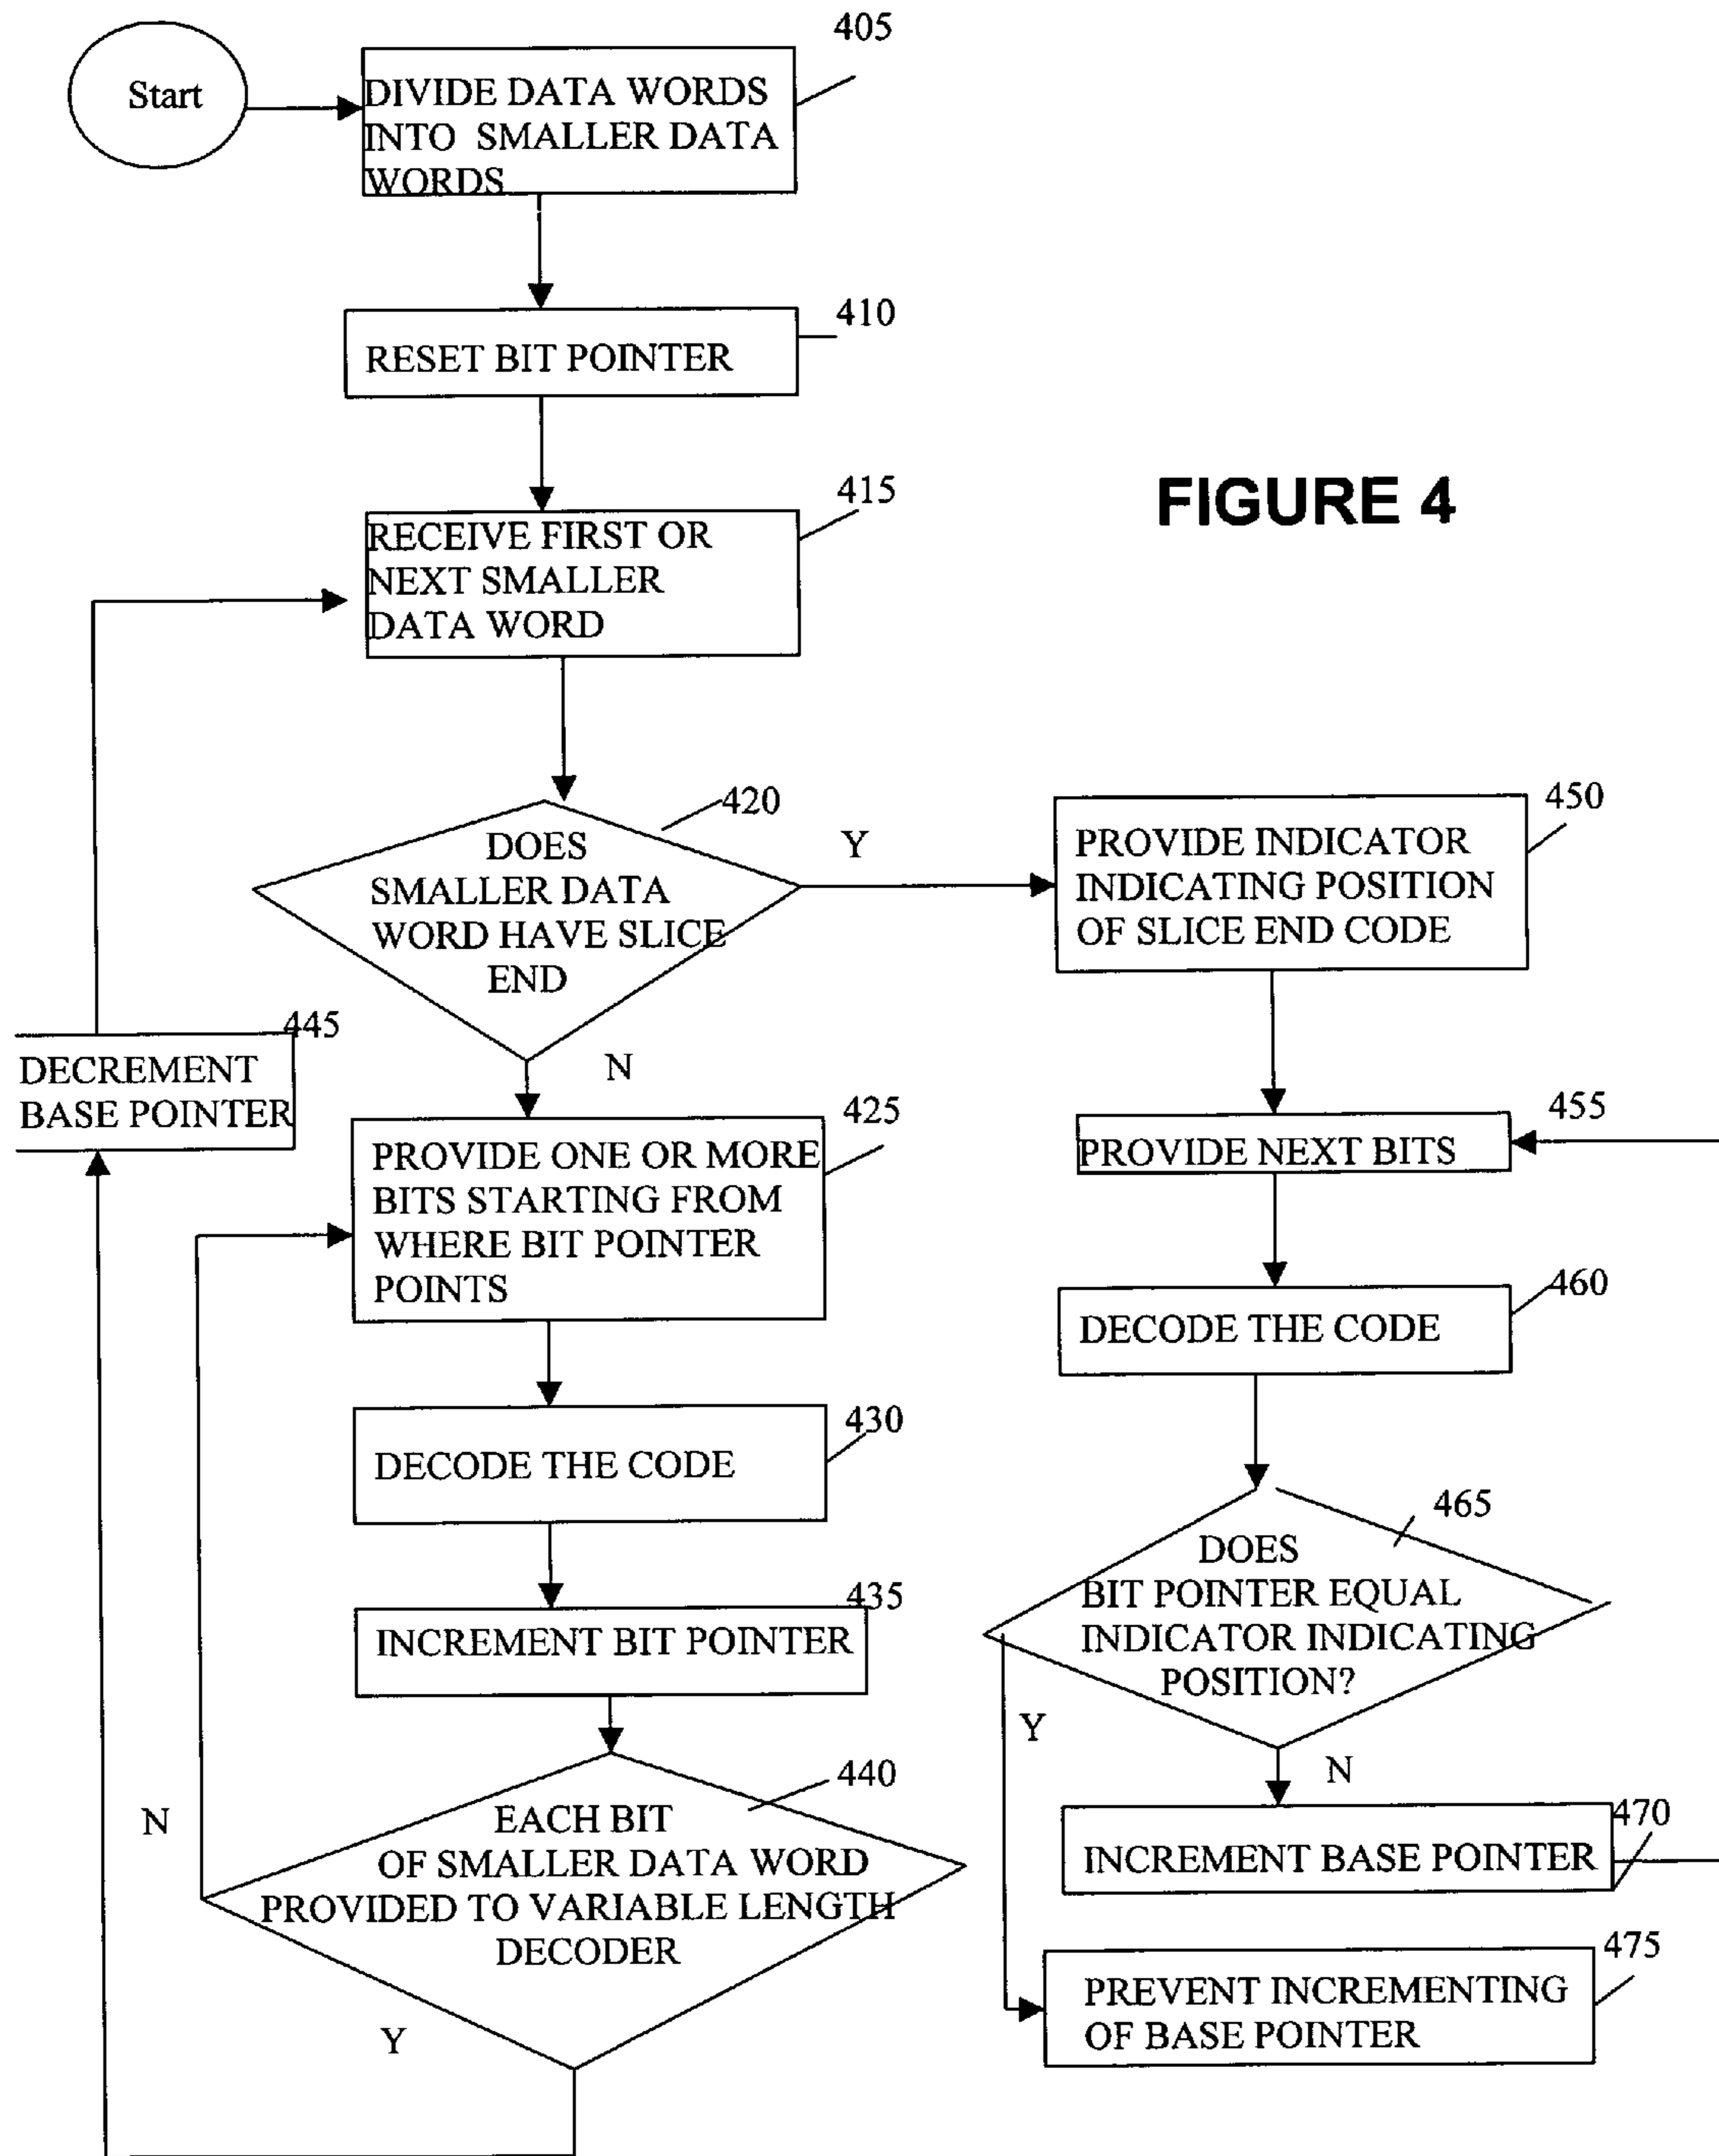 Start
405
DIVIDE DATA WORDS
INTO SMALLER DATA
WORDS
410
RESET BIT POINTER
FIGURE 4
415
RECEIVE FIRST OR
NEXT SMALLER
DATA WORD
420
DOES
SMALLER DATA
WORD HAVE SLICE
END
Y
N
450
PROVIDE INDICATOR
INDICATING POSITION
OF SLICE END CODE
445
DECREMENT
BASE POINTER
425
PROVIDE ONE OR MORE
BITS STARTING FROM
WHERE BIT POINTER
POINTS
455
PROVIDE NEXT BITS
460
DECODE THE CODE
430
DECODE THE CODE
465
DOES
BIT POINTER EQUAL
INDICATOR INDICATING
POSITION?
Y
N
435
INCREMENT BIT POINTER
440
EACH BIT
OF SMALLER DATA WORD
PROVIDED TO VARIABLE LENGTH
DECODER
N
Y
470
INCREMENT BASE POINTER
475
PREVENT INCREMENTING
OF BASE POINTER